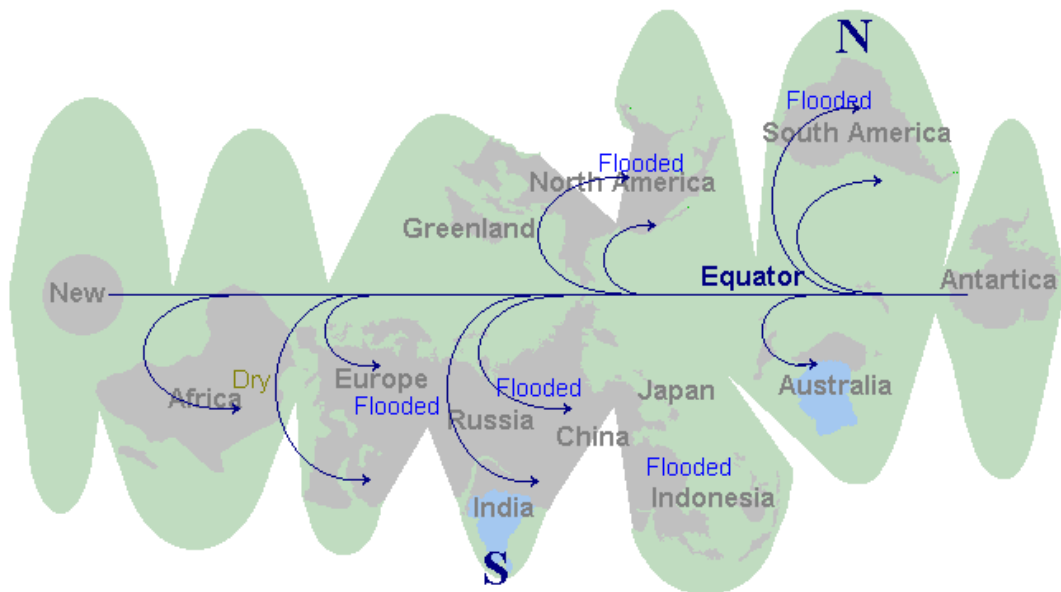 N
Flooded
South America
Flooded
North America
Greenland
New
Equator
Antartica
Africa
Dry
Europe
Flooded
Russia
Flooded
China
Japan
Australia
Flooded
Indonesia
India
S